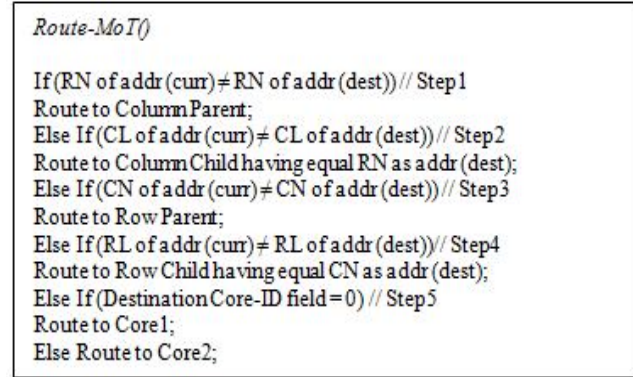 Route-MoT()
If (RN of addr (curr) ≠ RN of addr (dest)) // Step1
Route to Column Parent;
Else If (CL of addr (curr) ≠ CL of addr (dest)) // Step2
Route to Column Child having equal RN as addr (dest);
Else If (CN of addr (curr) ≠ CN of addr (dest)) // Step3
Route to Row Parent;
Else If (RL of addr (curr) ≠ RL of addr (dest)) // Step4
Route to Row Child having equal CN as addr (dest);
Else If (Destination Core-ID field = 0) // Step5
Route to Core1;
Else Route to Core2;